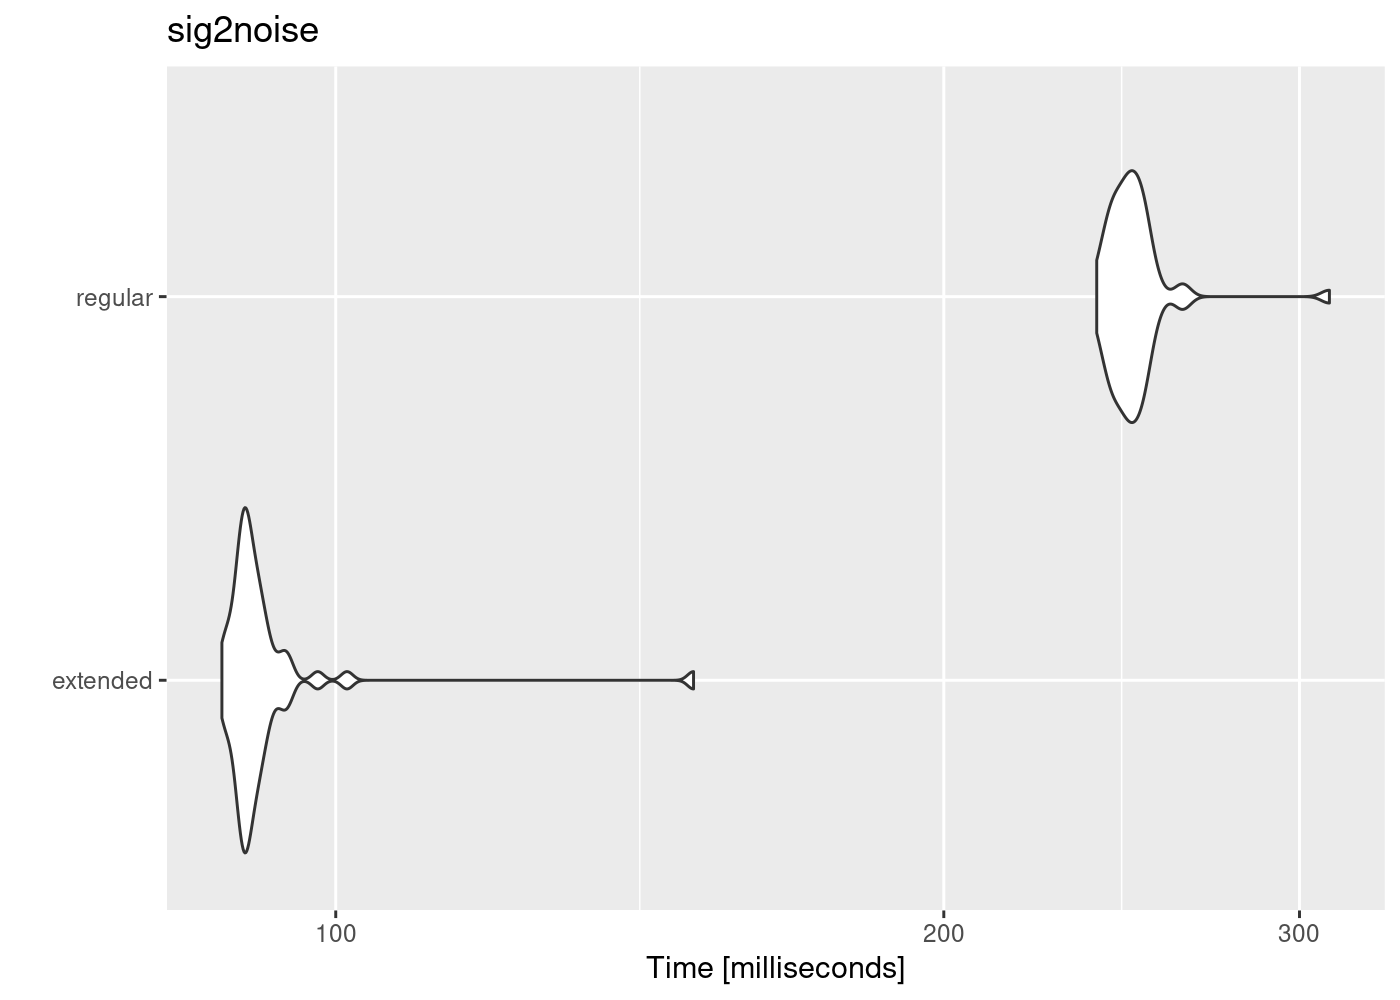 sig2noise
regular
extended
100
200
300
Time [milliseconds]